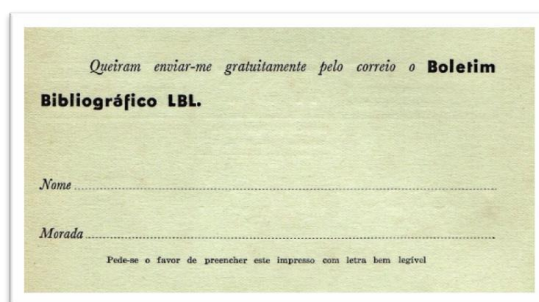 Queiram enviar-me gratuitamente pelo correio o Boletim
Bibliográfico LBL.
Nome
Morada
Pede-se o favor de preencher este impresso com letra bem legível